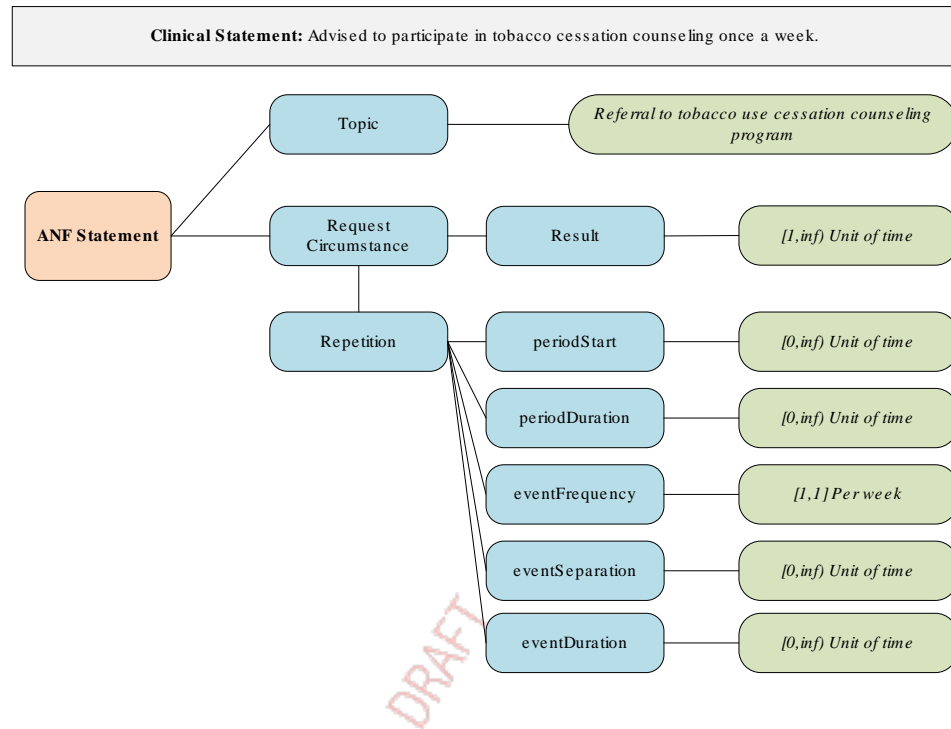 Clinical Statement: Advised to participate in tobacco cessation counseling once a week.
Topic
Referral to tobacco use cessation counseling
program
ANF Statement
Request
Circumstance
Result
[1,inf) Unit of time
Repetition
periodStart
[0,inf) Unit of time
periodDuration
[0,inf) Unit of time
eventFrequency
[1,1] Per week
eventSeparation
[0,inf) Unit of time
eventDuration
[0,inf) Unit of time
DRAFT